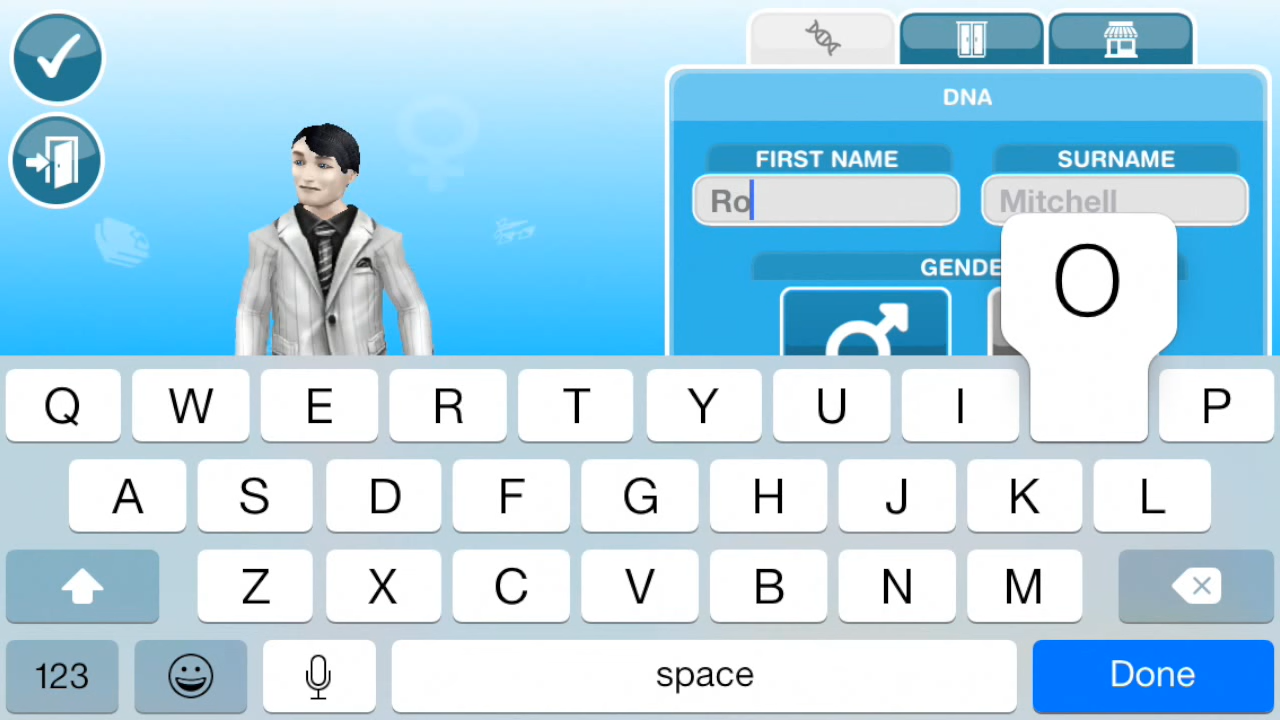 DNA
FIRST NAME SURNAME
Ro Mitchell
GENDE
O
Q W E R T Y U I P
A S D F G H J K L
Z X C V B N M
123 space Done